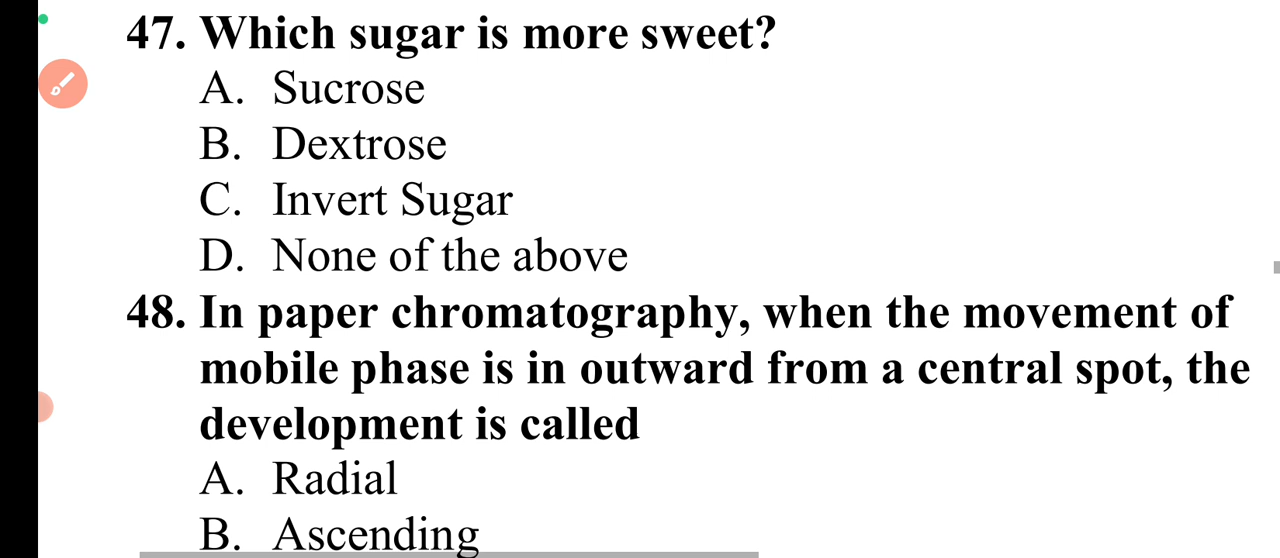 47. Which sugar is more sweet?
A. Sucrose
B. Dextrose
C. Invert Sugar
D. None of the above
48. In paper chromatography, when the movement of
mobile phase is in outward from a central spot, the
development is called
A. Radial
B. Ascending